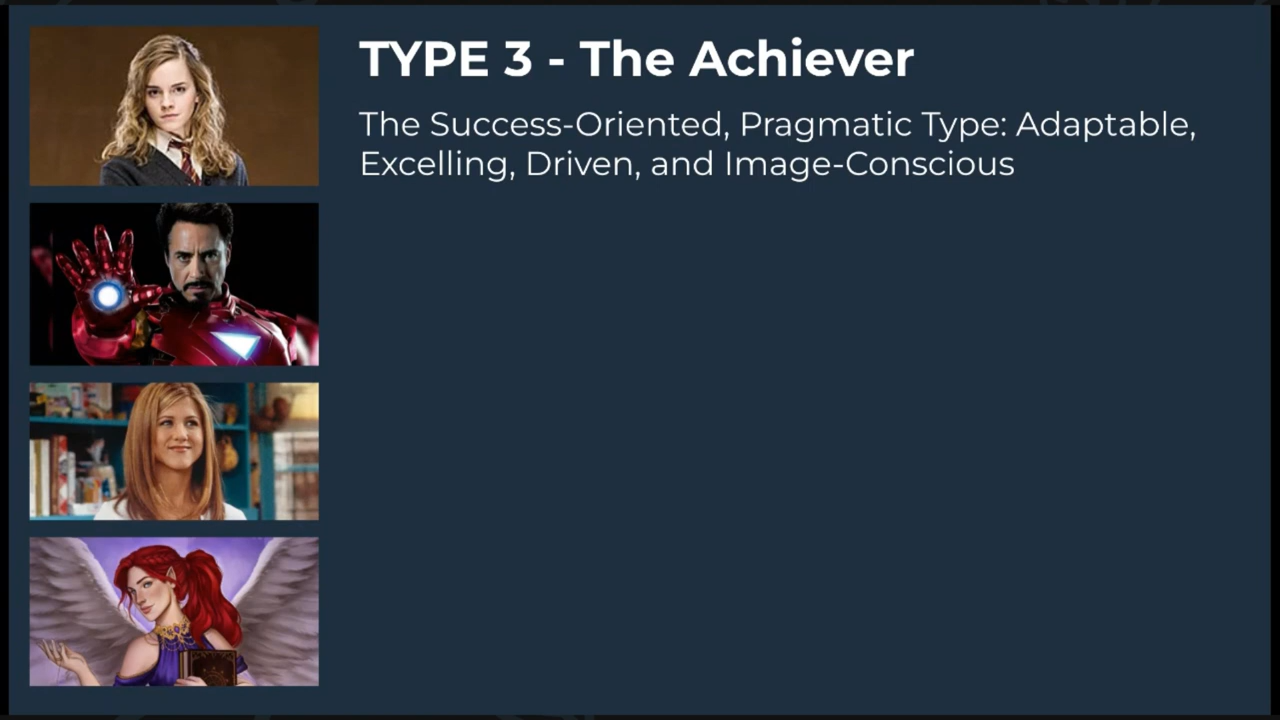 TYPE 3 - The Achiever
The Success-Oriented, Pragmatic Type: Adaptable,
Excelling, Driven, and Image-Conscious